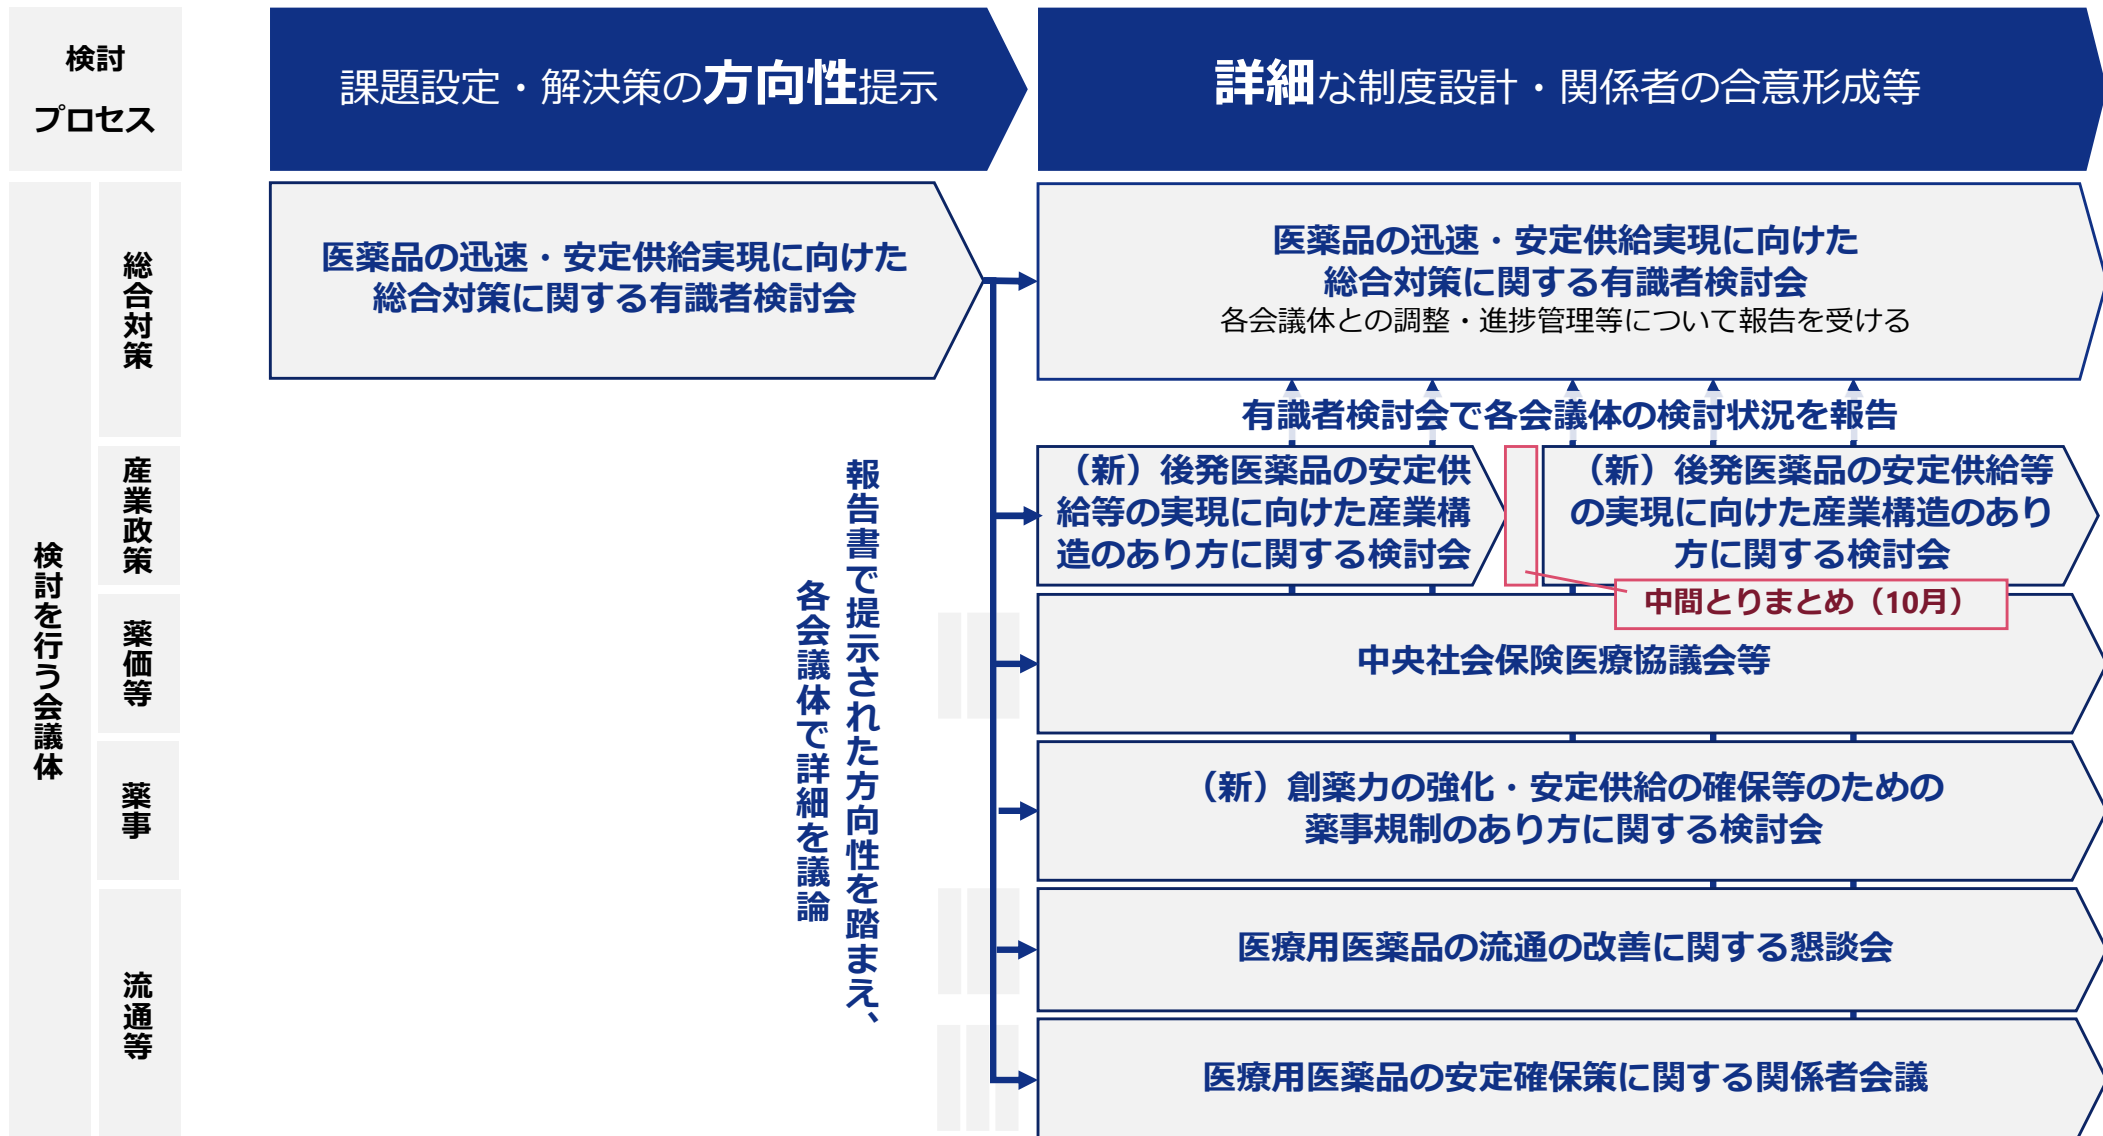 検討
プロセス
課題設定・解決策の方向性提示
詳細な制度設計・関係者の合意形成等
検討を行う会議体
総合対策
医薬品の迅速・安定供給実現に向けた
総合対策に関する有識者検討会
医薬品の迅速・安定供給実現に向けた
総合対策に関する有識者検討会
各会議体との調整・進捗管理等について報告を受ける
有識者検討会で各会議体の検討状況を報告
報告書で提示された方向性を踏まえ、
各会議体で詳細を議論
産業政策
（新）後発医薬品の安定供
給等の実現に向けた産業構
造のあり方に関する検討会
（新）後発医薬品の安定供給等
の実現に向けた産業構造のあり
方に関する検討会
中間とりまとめ（10月）
薬価等
中央社会保険医療協議会等
薬事
（新）創薬力の強化・安定供給の確保等のための
薬事規制のあり方に関する検討会
流通等
医療用医薬品の流通の改善に関する懇談会
医療用医薬品の安定確保策に関する関係者会議